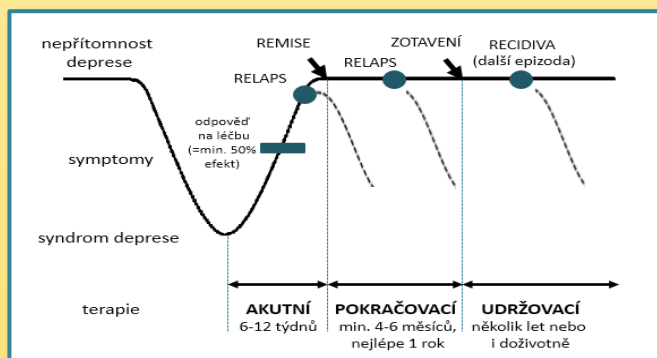 nepřítomnost
deprese
REMISE
ZOTAVENÍ
RECIDIVA
(další epizoda)
RELAPS
RELAPS
odpověď
na léčbu
(=min. 50%
efekt)
symptomy
syndrom deprese
terapie
AKUTNÍ
6-12 týdnů
POKRAČOVACÍ
min. 4-6 měsíců,
nejlépe 1 rok
UDRŽOVACÍ
několik let nebo
i doživotně